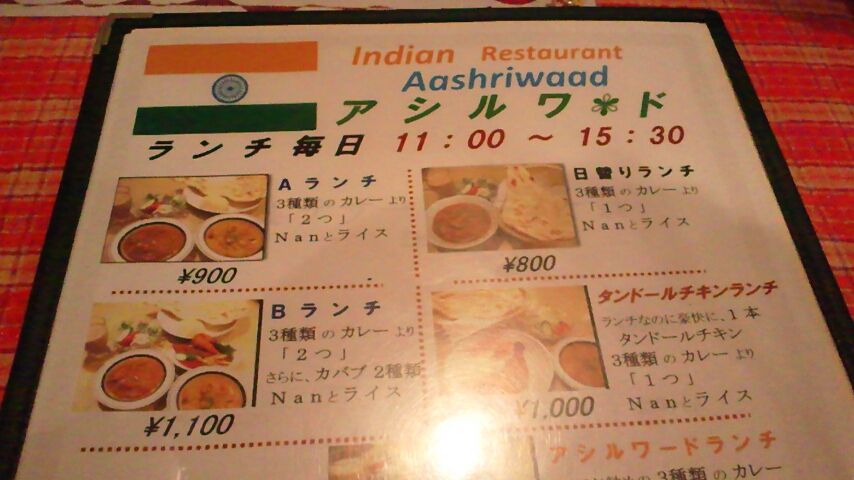 Indian Restaurant
Aashriwaad
アシルワ ド
ランチ毎日 11:00 ～ 15:30
Aランチ
3種類のカレーより
「2つ」
Nanとライス
¥900
日替りランチ
3種類のカレーより
「1つ」
Nanとライス
¥800
Bランチ
3種類のカレーより
「2つ」
さらに、カバブ2種類
Nanとライス
¥1,100
タンドールチキンランチ
ランチなのに豪快に、1本
タンドールチキン
3種類のカレーより
「1つ」
Nanとライス
¥1,000
アシルワードランチ
3種類のカレー